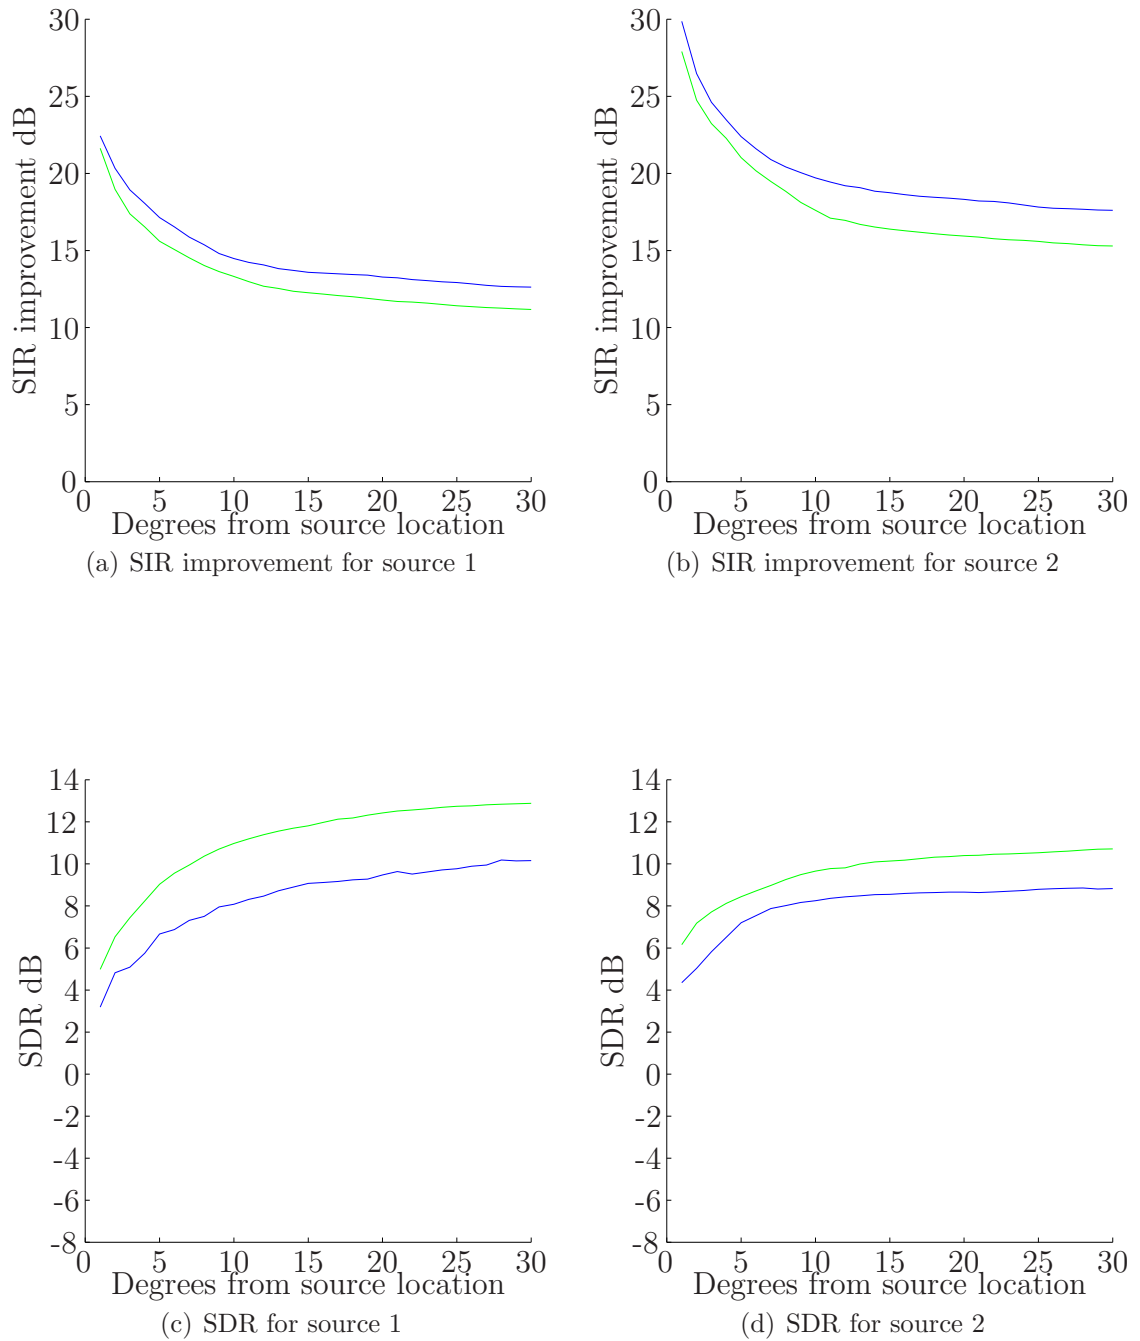 30
25
20
15
10
5
0
SIR improvement dB
0 5 10 15 20 25 30
Degrees from source location
(a) SIR improvement for source 1
30
25
20
15
10
5
0
SIR improvement dB
0 5 10 15 20 25 30
Degrees from source location
(b) SIR improvement for source 2
14
12
10
8
6
4
2
0
-2
-4
-6
-8
SDR dB
0 5 10 15 20 25 30
Degrees from source location
(c) SDR for source 1
14
12
10
8
6
4
2
0
-2
-4
-6
-8
SDR dB
0 5 10 15 20 25 30
Degrees from source location
(d) SDR for source 2